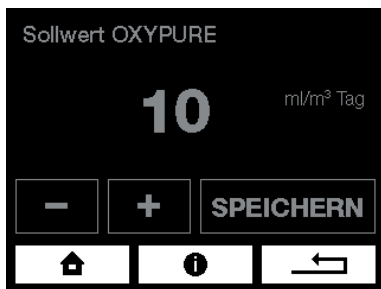 Sollwert OXYPURE
10 ml/m³ Tag
− + SPEICHERN